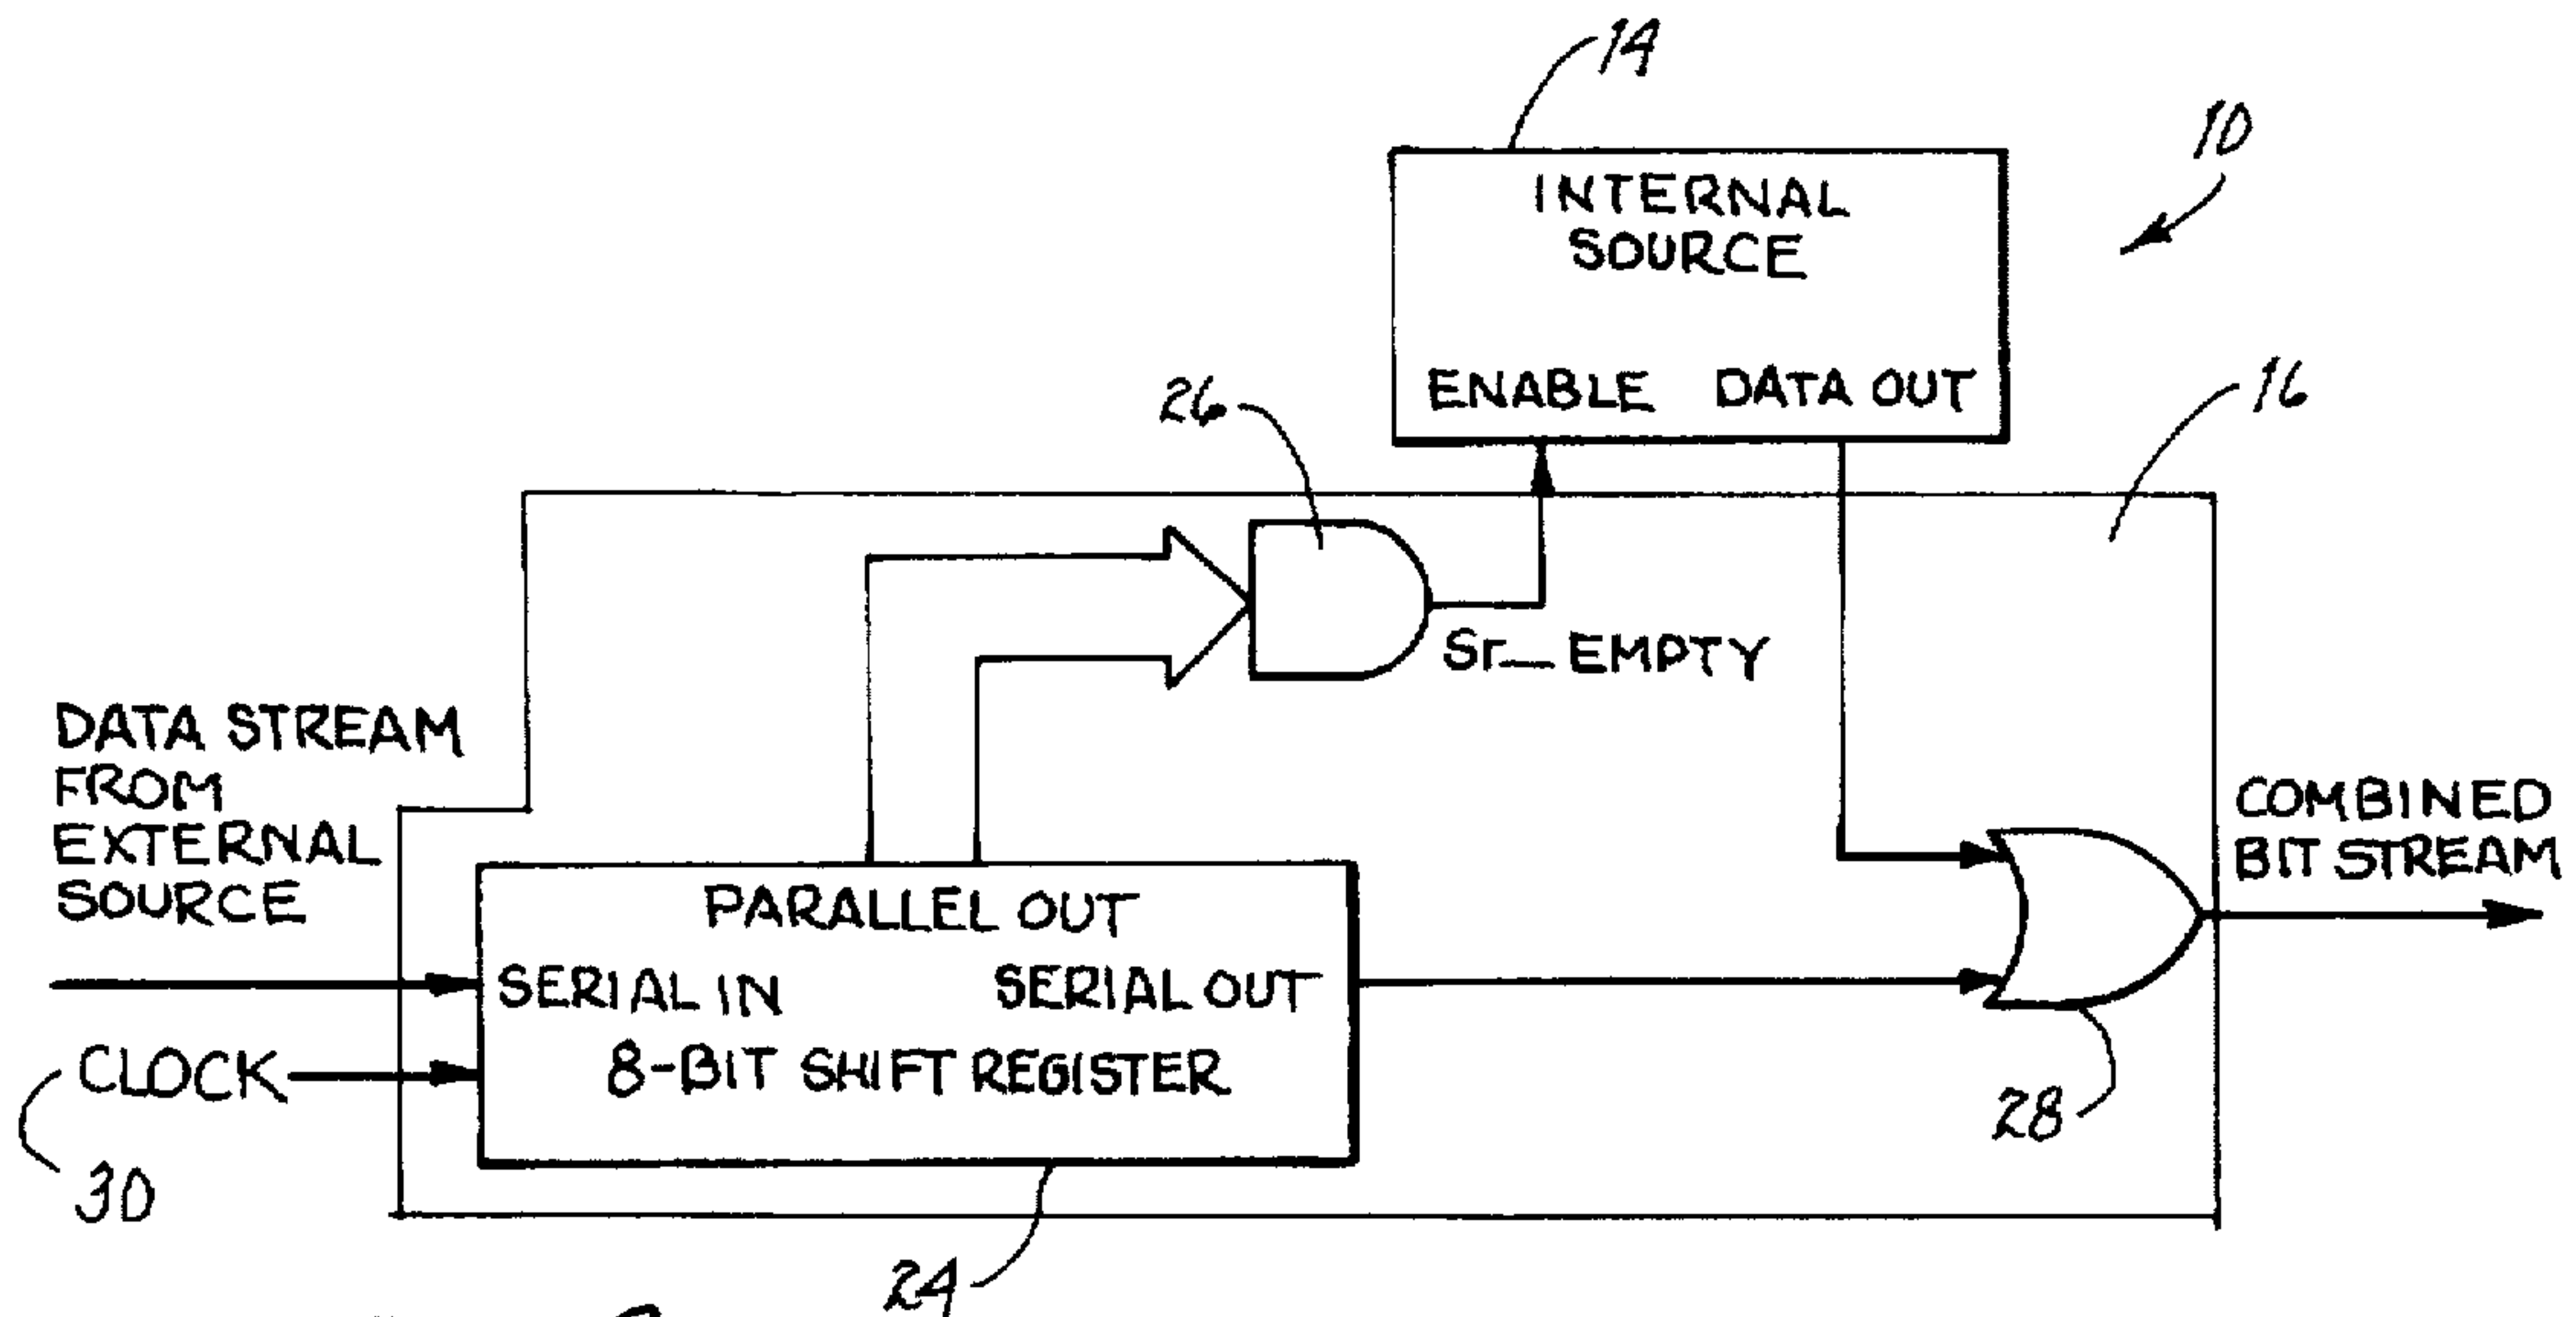 14
10
INTERNAL
SOURCE
ENABLE DATA OUT
26
16
Sr_EMPTY
DATA STREAM
FROM
EXTERNAL
SOURCE
COMBINED
BIT STREAM
PARALLEL OUT
SERIAL IN SERIAL OUT
CLOCK
8-BIT SHIFT REGISTER
28
30
24